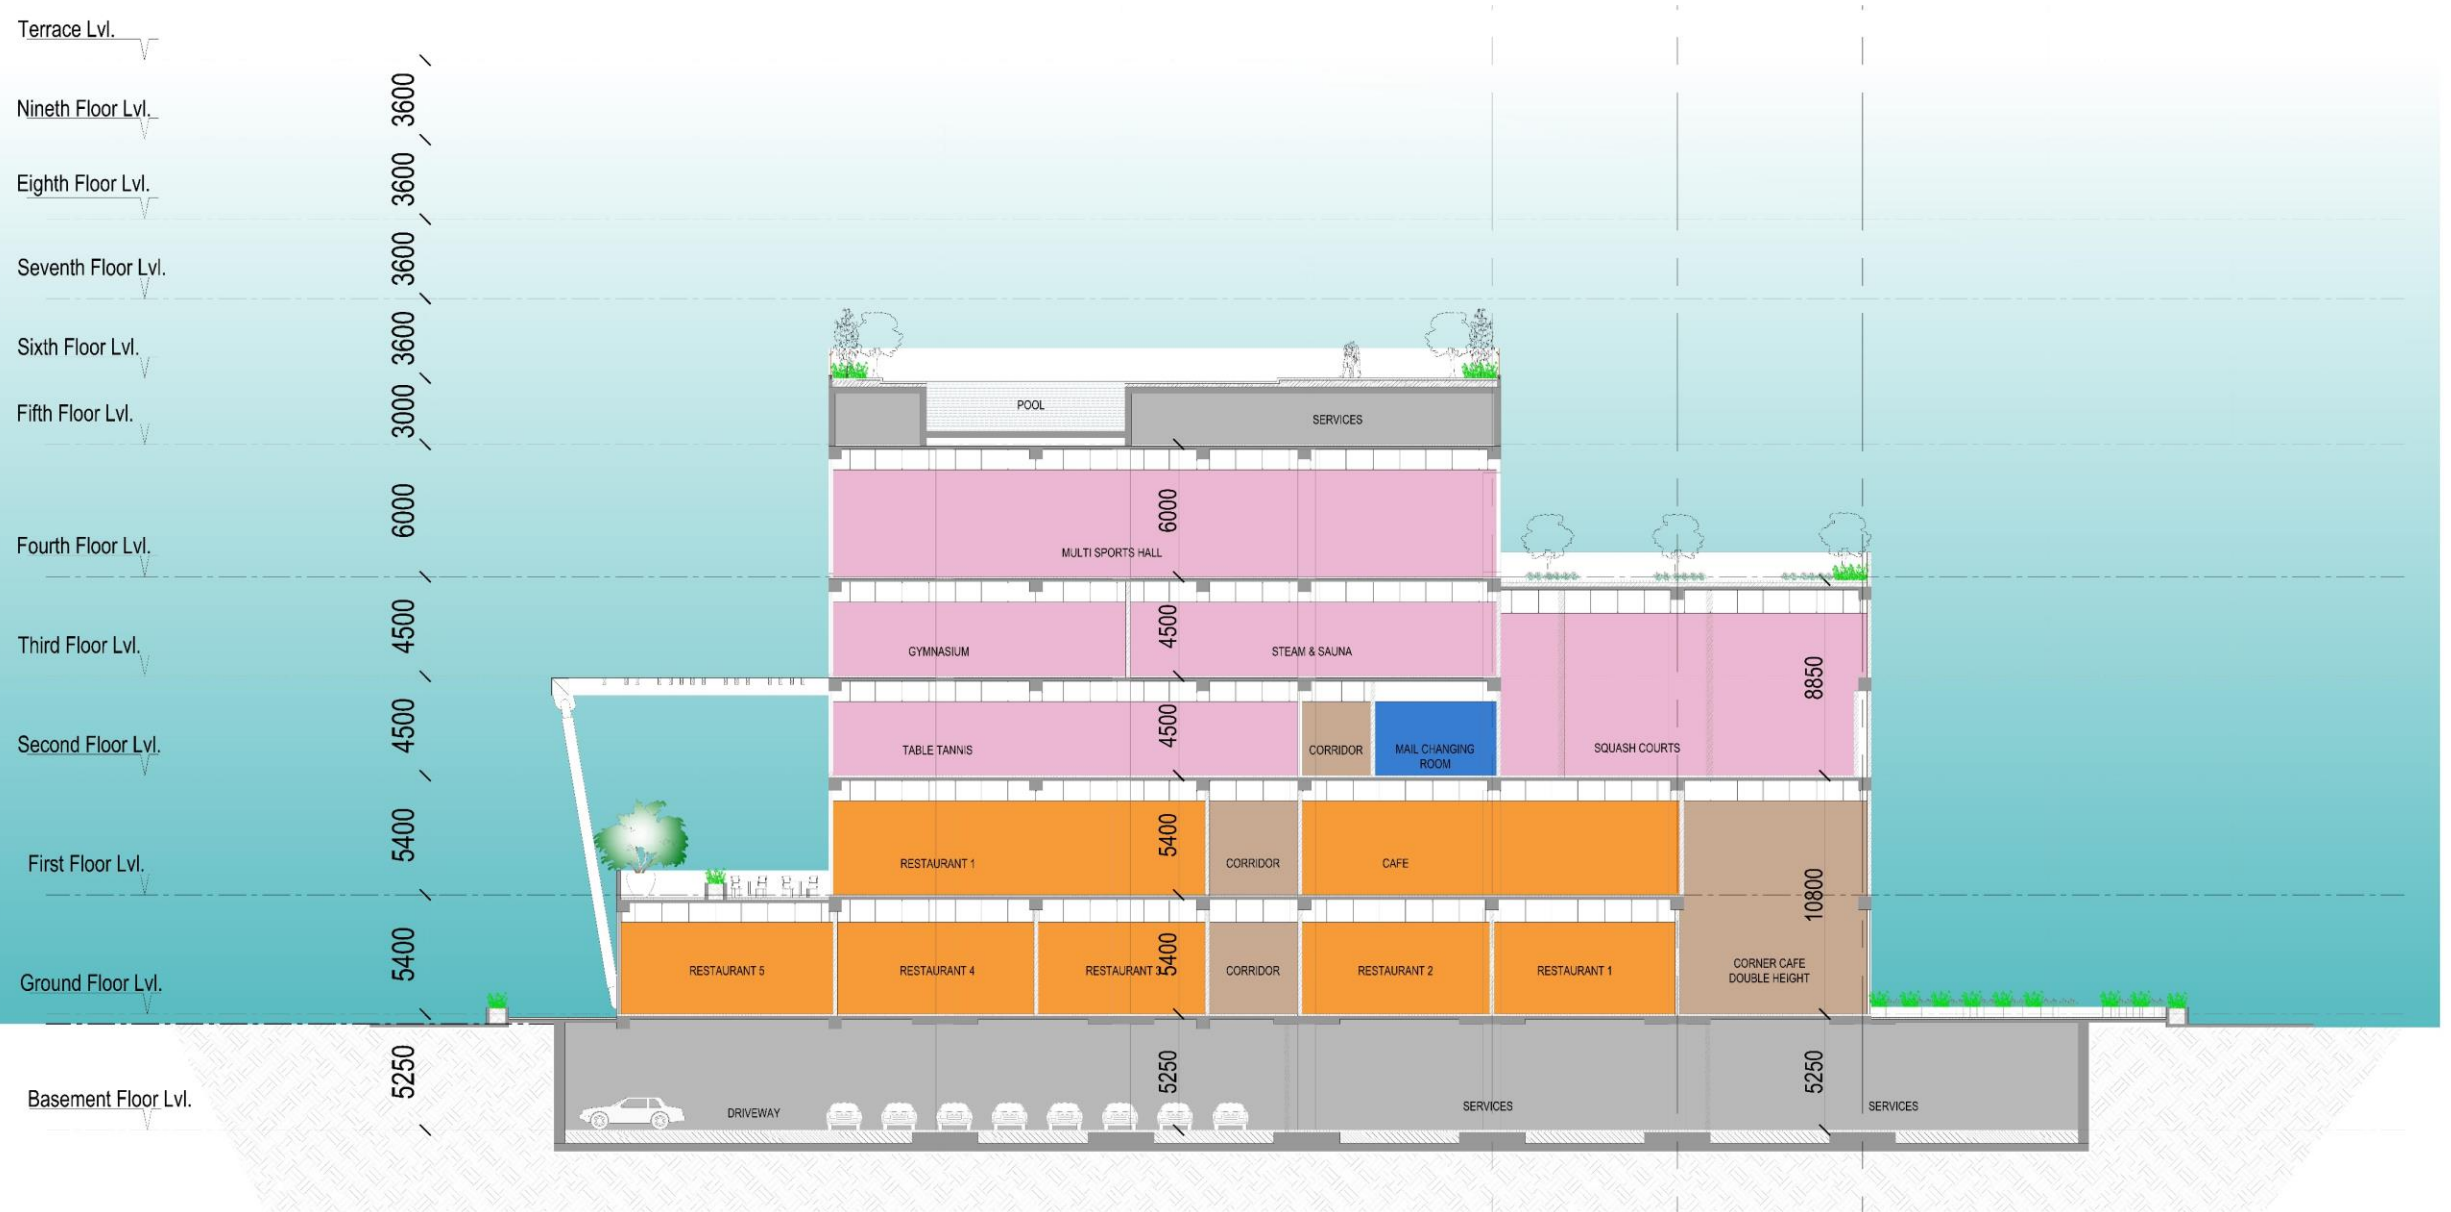 Terrace Lvl.
3600
Nineth Floor Lvl.
3600
Eighth Floor Lvl.
3600
Seventh Floor Lvl.
3600
Sixth Floor Lvl.
3000
Fifth Floor Lvl.
POOL
SERVICES
6000
6000
Fourth Floor Lvl.
MULTI SPORTS HALL
4500
4500
Third Floor Lvl.
GYMNASIUM
STEAM & SAUNA
8850
4500
4500
Second Floor Lvl.
TABLE TANNIS
CORRIDOR
MAIL CHANGING
ROOM
SQUASH COURTS
5400
5400
First Floor Lvl.
RESTAURANT 1
CORRIDOR
CAFE
10800
5400
5400
Ground Floor Lvl.
RESTAURANT 5
RESTAURANT 4
RESTAURANT 3
CORRIDOR
RESTAURANT 2
RESTAURANT 1
CORNER CAFE
DOUBLE HEIGHT
5250
5250
5250
Basement Floor Lvl.
DRIVEWAY
SERVICES
SERVICES